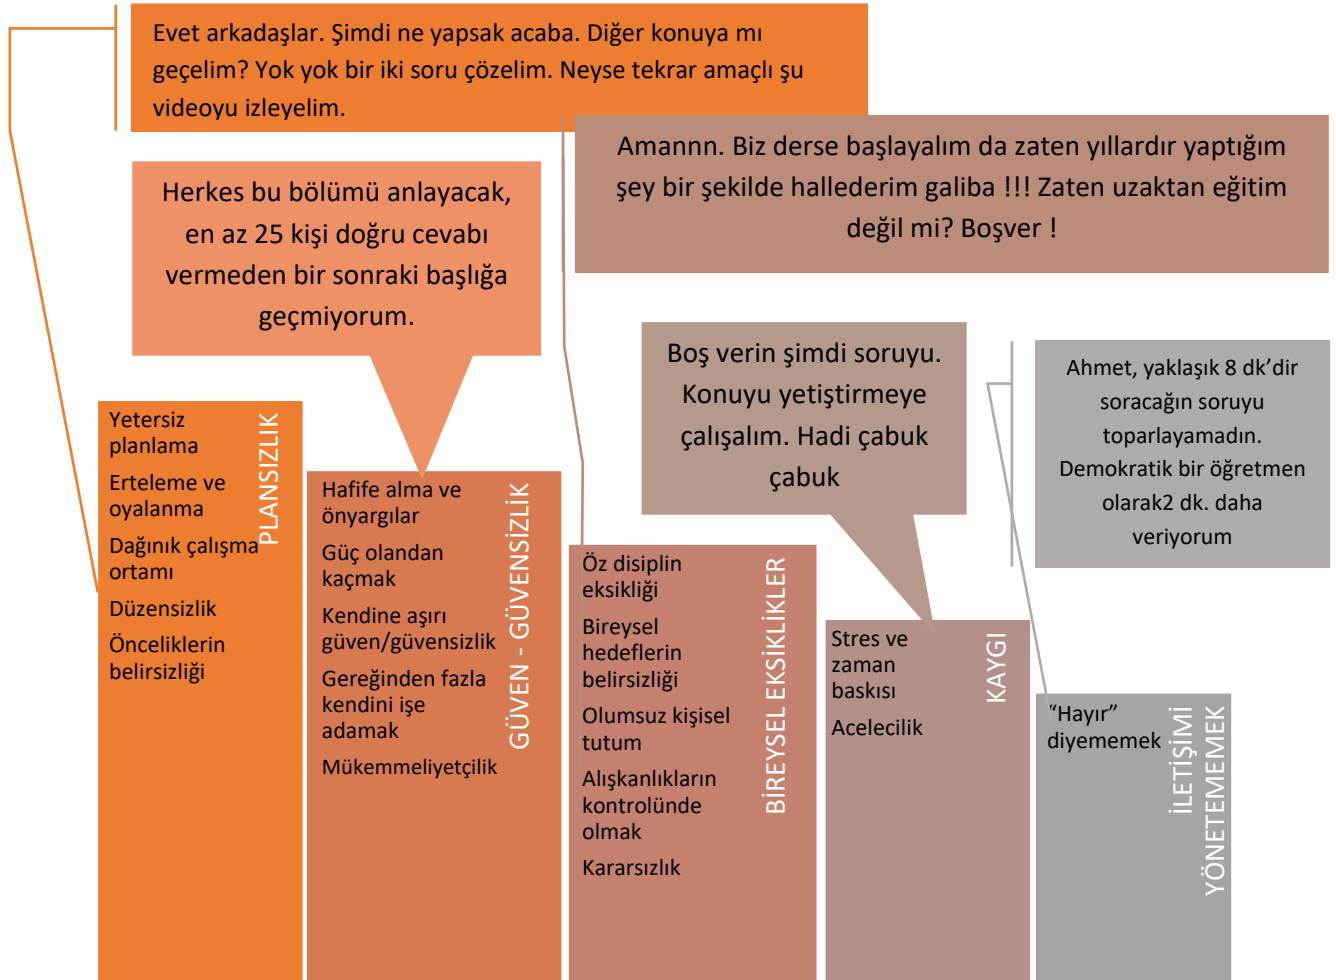 Evet arkadaşlar. Şimdi ne yapsak acaba. Diğer konuya mı
geçelim? Yok yok bir iki soru çözelim. Neyse tekrar amaçlı şu
videoyu izleyelim.
Amannn. Biz derse başlayalım da zaten yıllardır yaptığım
şey bir şekilde hallederim galiba !!! Zaten uzaktan eğitim
değil mi? Boşver !
Herkes bu bölümü anlayacak,
en az 25 kişi doğru cevabı
vermeden bir sonraki başlığa
geçmiyorum.
Boş verin şimdi soruyu.
Konuyu yetiştirmeye
çalışalım. Hadi çabuk
çabuk
Ahmet, yaklaşık 8 dk’dir
soracağın soruyu
toparlayamadın.
Demokratik bir öğretmen
olarak2 dk. daha
veriyorum
PLANSIZLIK
Yetersiz
planlama
Erteleme ve
oyalanma
Dağınık çalışma
ortamı
Düzensizlik
Önceliklerin
belirsizliği
GÜVEN - GÜVENSİZLİK
Hafife alma ve
önyargılar
Güç olandan
kaçmak
Kendine aşırı
güven/güvensizlik
Gereğinden fazla
kendini işe
adamak
Mükemmeliyetçilik
BİREYSEL EKSİKLİKLER
Öz disiplin
eksikliği
Bireysel
hedeflerin
belirsizliği
Olumsuz kişisel
tutum
Alışkanlıkların
kontrolünde
olmak
Kararsızlık
KAYGI
Stres ve
zaman
baskısı
Acelecilik
İLETİŞİMİ
YÖNETEMEMEK
“Hayır”
diyememek